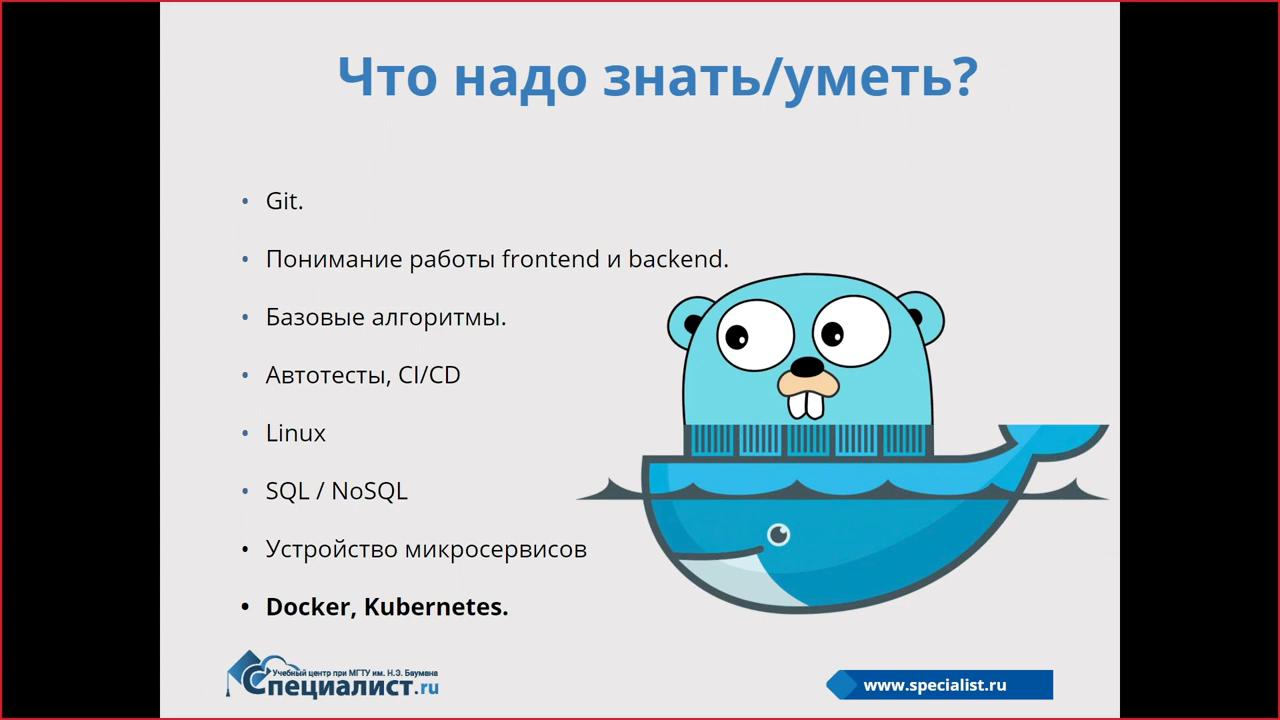 Что надо знать/уметь?
• Git.
• Понимание работы frontend и backend.
• Базовые алгоритмы.
• Автотесты, CI/CD
• Linux
• SQL / NoSQL
• Устройство микросервисов
• Docker, Kubernetes.
Учебный центр при МГТУ им. Н.Э. Баумана
Специалист.ru
www.specialist.ru